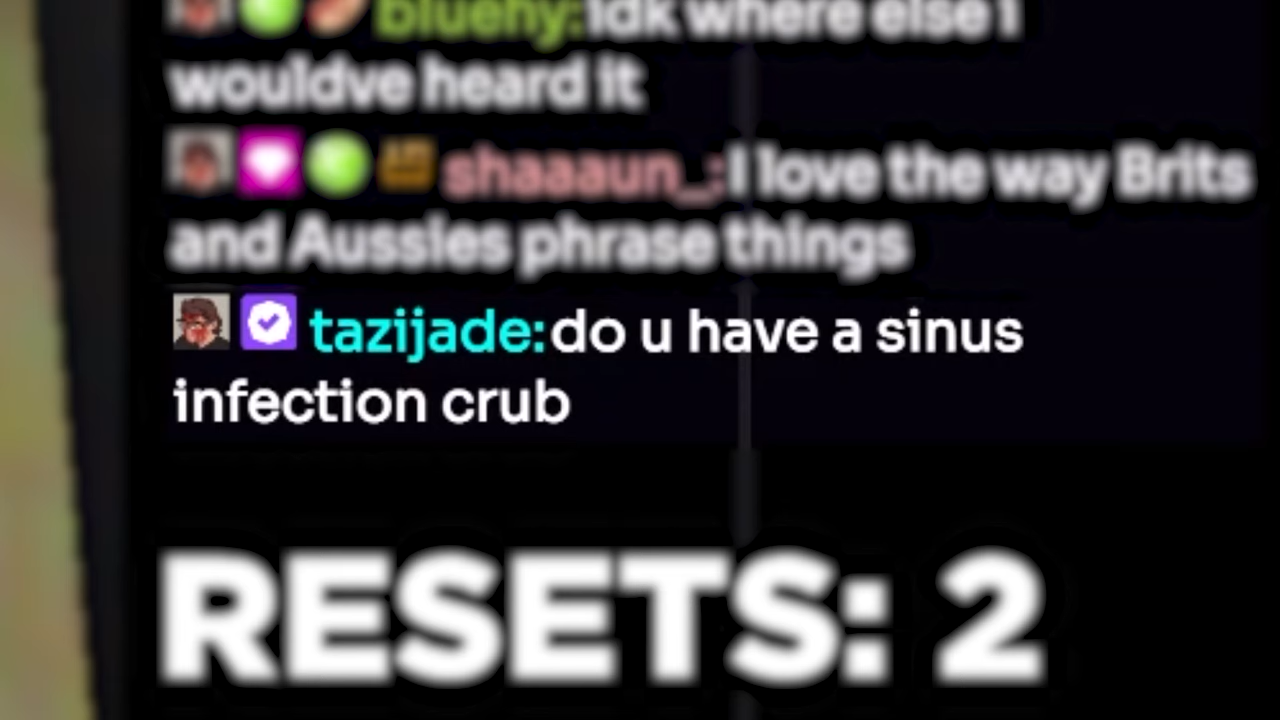 bluehy: idk where else i
wouldve heard it
shaaaun_: I love the way Brits
and Aussies phrase things
tazijade: do u have a sinus
infection crub
RESETS: 2